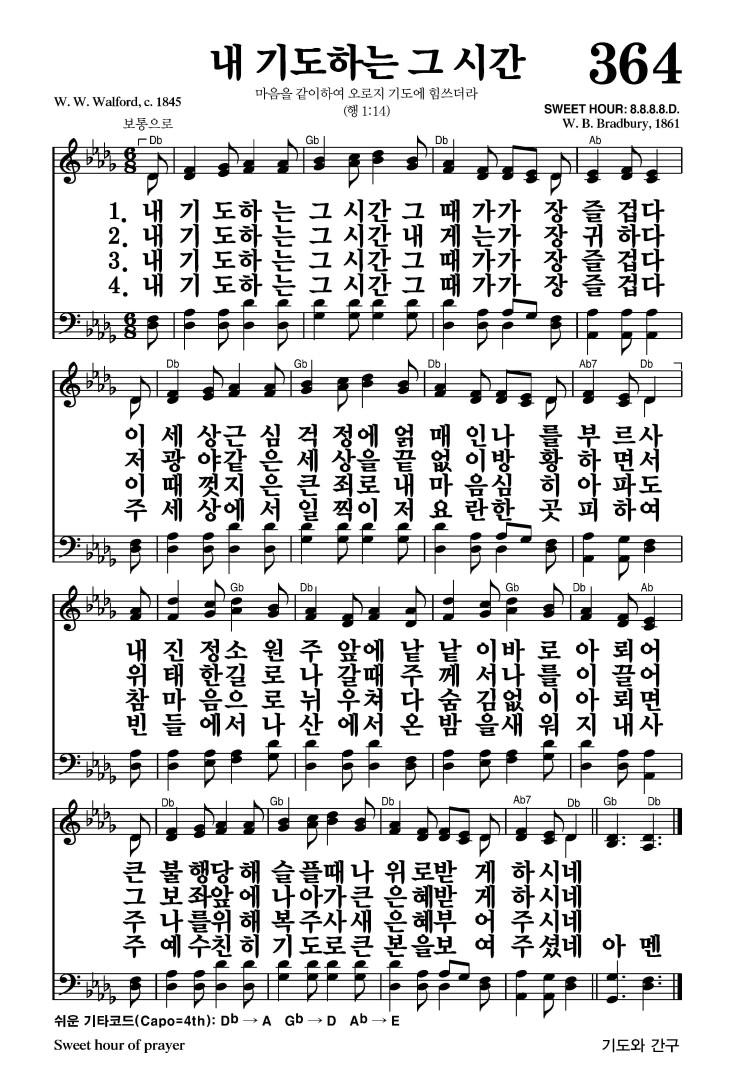 내 기도하는 그 시간 364
마음을 같이하여 오로지 기도에 힘쓰더라
(행 1:14)
W. W. Walford, c. 1845
SWEET HOUR: 8.8.8.8.D.
W. B. Bradbury, 1861
보통으로
Db Gb Db Ab
6 8
1. 내 기 도하 는 그 시간 그 때 가가 장 즐 겁다
2. 내 기 도하 는 그 시간 내 게 는가 장 귀 하다
3. 내 기 도하 는 그 시간 그 때 가가 장 즐 겁다
4. 내 기 도하 는 그 시간 그 때 가가 장 즐 겁다
6 8
Db Gb Db Ab7 Db
이 세 상근 심 걱 정에 얽 매 인나 를 부 르사
저 광 야같 은 세 상을 끝 없 이방 황 하 면서
이 때 껏지 은 큰 죄로 내 마 음심 히 아 파도
주 세 상에 서 일 찍이 저 요 란한 곳 피 하여
Gb Db Gb Db Ab
내 진 정소 원 주 앞에 낱 낱 이바 로 아 뢰어
위 태 한길 로 나 갈때 주 께 서나 를 이 끌어
참 마 음으 로 뉘 우쳐 다 숨 김없 이 아 뢰면
빈 들 에서 나 산 에서 온 밤 을새 워 지 내사
Db Gb Db Ab7 Db Gb Db
큰 불 행당 해 슬 플때 나 위 로받 게 하 시네
그 보 좌앞 에 나 아가 큰 은 혜받 게 하 시네
주 나 를위 해 복 주사 새 은 혜부 어 주 시네
주 예 수친 히 기 도로 큰 본 을보 여 주 셨네 아 멘
쉬운 기타코드(Capo=4th): Db → A Gb → D Ab → E
Sweet hour of prayer
기도와 간구